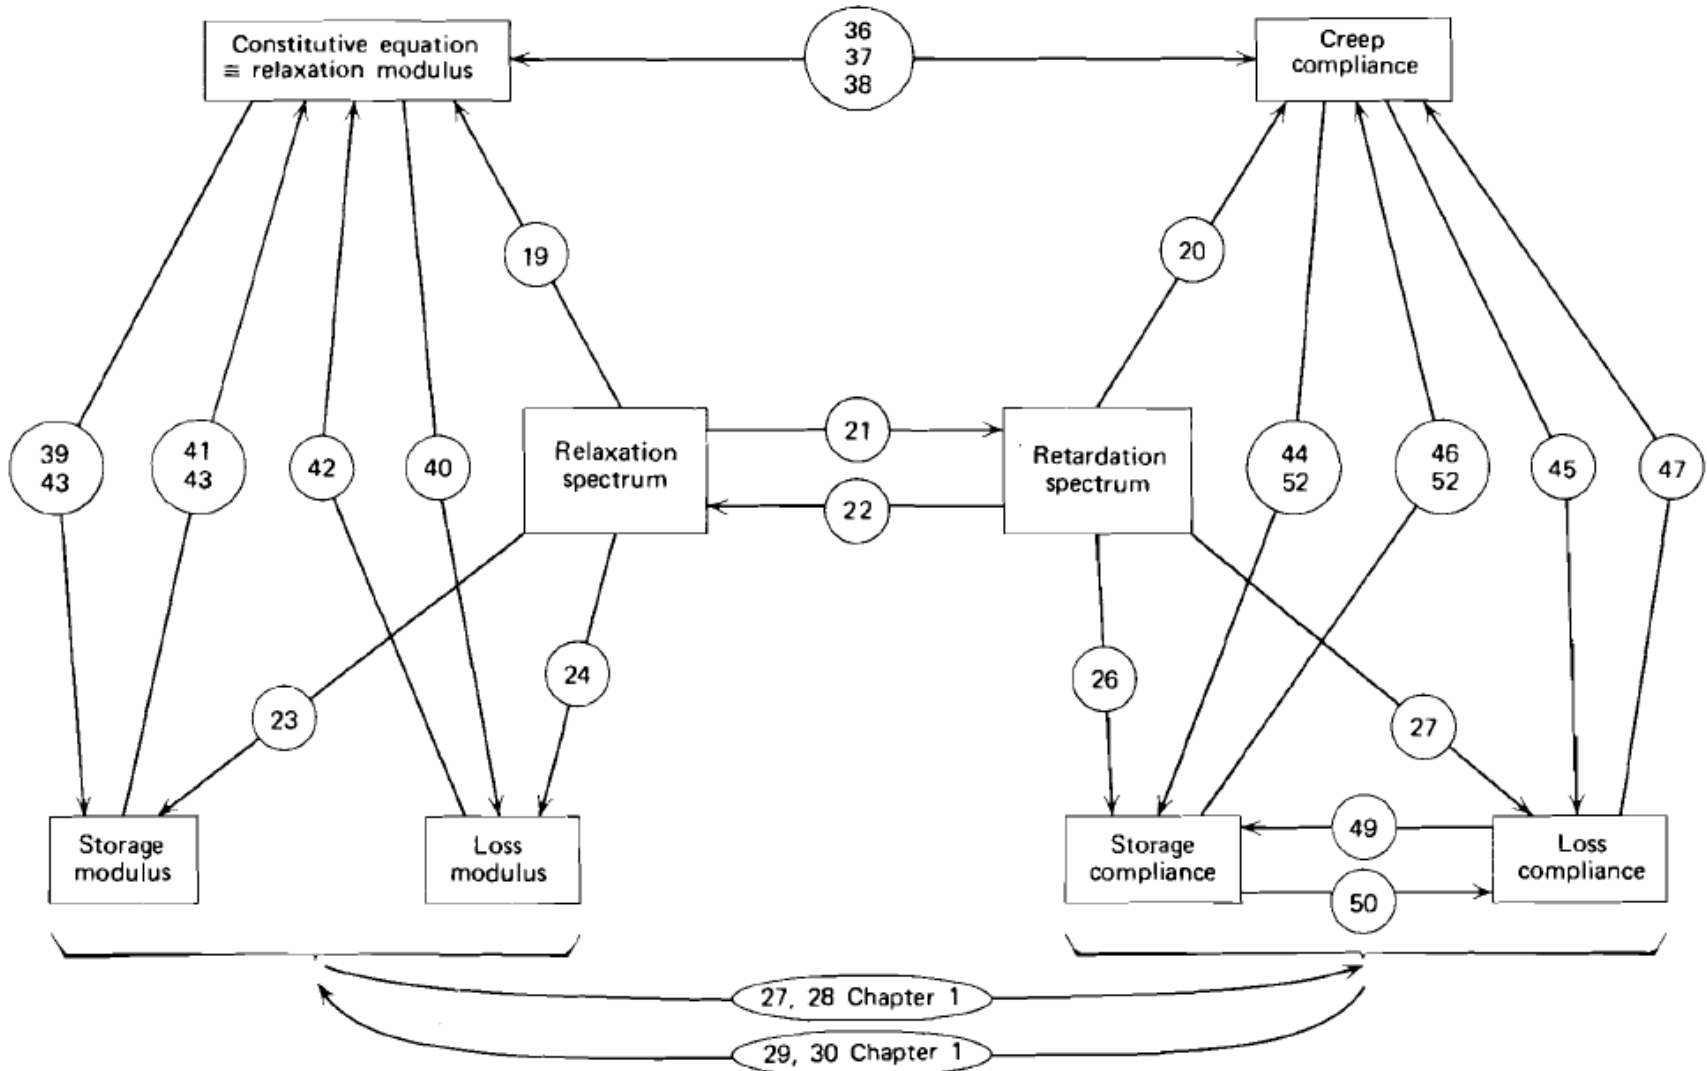 Constitutive equation
≅ relaxation modulus
36
37
38
Creep
compliance
19
20
39
43
41
43
42
40
Relaxation
spectrum
21
22
Retardation
spectrum
44
52
46
52
45
47
23
24
26
27
Storage
modulus
Loss
modulus
Storage
compliance
49
50
Loss
compliance
27, 28 Chapter 1
29, 30 Chapter 1